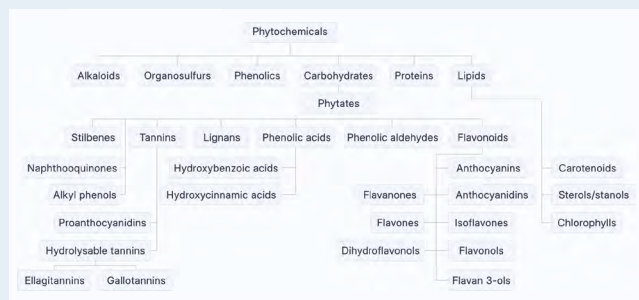 Phytochemicals
Alkaloids Organosulfurs Phenolics Carbohydrates Proteins Lipids
Phytates
Stilbenes Tannins Lignans Phenolic acids Phenolic aldehydes Flavonoids
Naphthooquinones Hydroxybenzoic acids Anthocyanins Carotenoids
Alkyl phenols Hydroxycinnamic acids Flavanones Anthocyanidins Sterols/stanols
Proanthocyanidins Flavones Isoflavones Chlorophylls
Hydrolysable tannins Dihydroflavonols Flavonols
Ellagitannins Gallotannins Flavan 3-ols